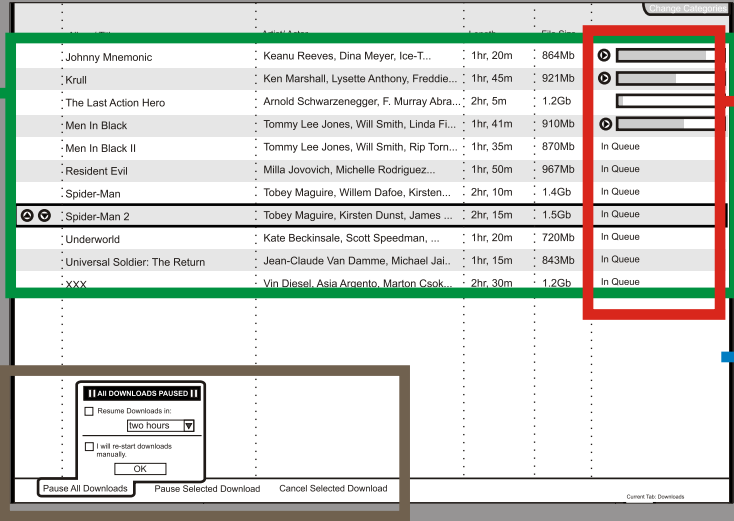 Change Categories
Johnny Mnemonic Keanu Reeves, Dina Meyer, Ice-T... 1hr, 20m 864Mb
Krull Ken Marshall, Lysette Anthony, Freddie... 1hr, 45m 921Mb
The Last Action Hero Arnold Schwarzenegger, F. Murray Abra... 2hr, 5m 1.2Gb
Men In Black Tommy Lee Jones, Will Smith, Linda Fi... 1hr, 41m 910Mb
Men In Black II Tommy Lee Jones, Will Smith, Rip Torn... 1hr, 35m 870Mb In Queue
Resident Evil Milla Jovovich, Michelle Rodriguez... 1hr, 50m 967Mb In Queue
Spider-Man Tobey Maguire, Willem Dafoe, Kirsten... 2hr, 10m 1.4Gb In Queue
Spider-Man 2 Tobey Maguire, Kirsten Dunst, James ... 2hr, 15m 1.5Gb In Queue
Underworld Kate Beckinsale, Scott Speedman, ... 1hr, 20m 720Mb In Queue
Universal Soldier: The Return Jean-Claude Van Damme, Michael Jai.. 1hr, 15m 843Mb In Queue
XXX Vin Diesel, Asia Argento, Marton Csok... 2hr, 30m 1.2Gb In Queue
All DOWNLOADS PAUSED
Resume Downloads in:
two hours
I will re-start downloads
manually.
OK
Pause All Downloads Pause Selected Download Cancel Selected Download
Current Tab: Downloads